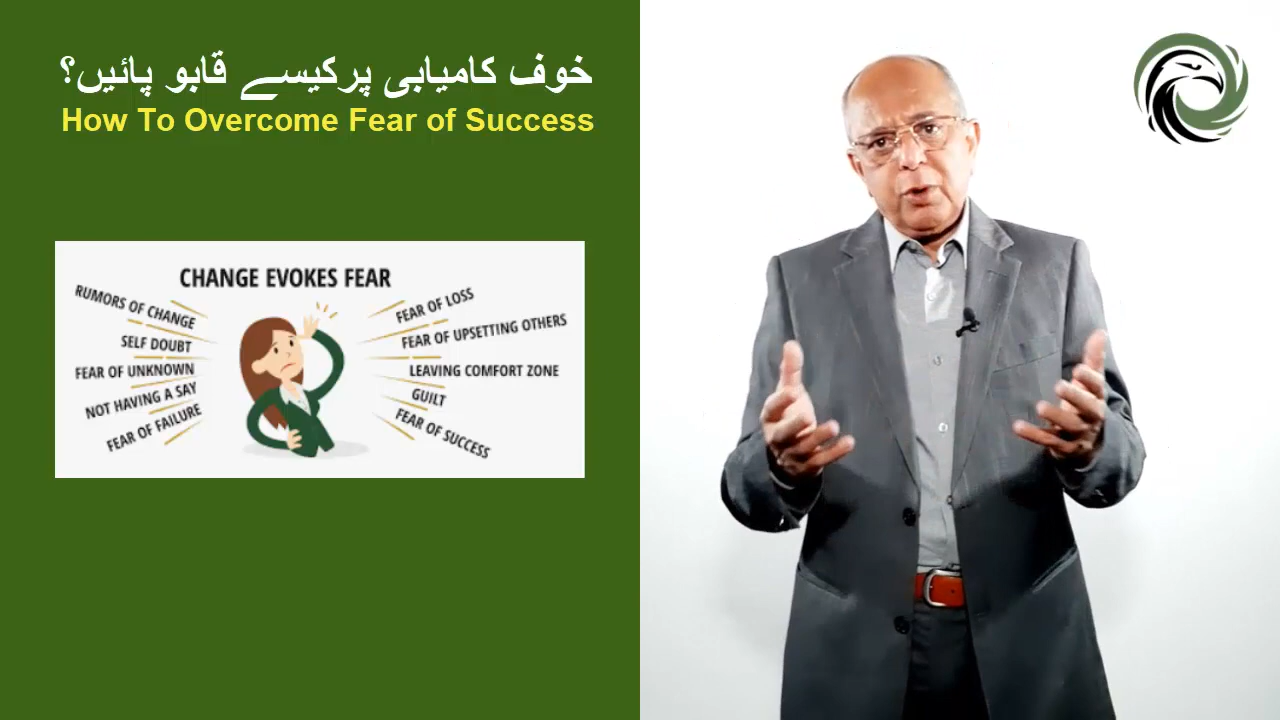 خوف کامیابی پرکیسے قابو پائیں؟
How To Overcome Fear of Success
CHANGE EVOKES FEAR
RUMORS OF CHANGE
SELF DOUBT
FEAR OF UNKNOWN
NOT HAVING A SAY
FEAR OF FAILURE
FEAR OF LOSS
FEAR OF UPSETTING OTHERS
LEAVING COMFORT ZONE
GUILT
FEAR OF SUCCESS